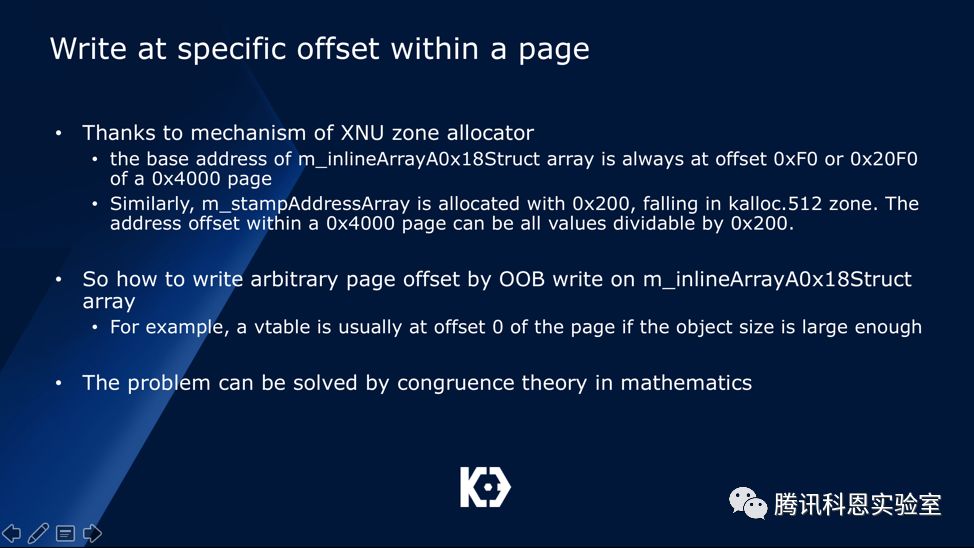 Write at specific offset within a page
• Thanks to mechanism of XNU zone allocator
• the base address of m_inlineArrayA0x18Struct array is always at offset 0xF0 or 0x20F0
of a 0x4000 page
• Similarly, m_stampAddressArray is allocated with 0x200, falling in kalloc.512 zone. The
address offset within a 0x4000 page can be all values dividable by 0x200.
• So how to write arbitrary page offset by OOB write on m_inlineArrayA0x18Struct
array
• For example, a vtable is usually at offset 0 of the page if the object size is large enough
• The problem can be solved by congruence theory in mathematics
腾讯科恩实验室